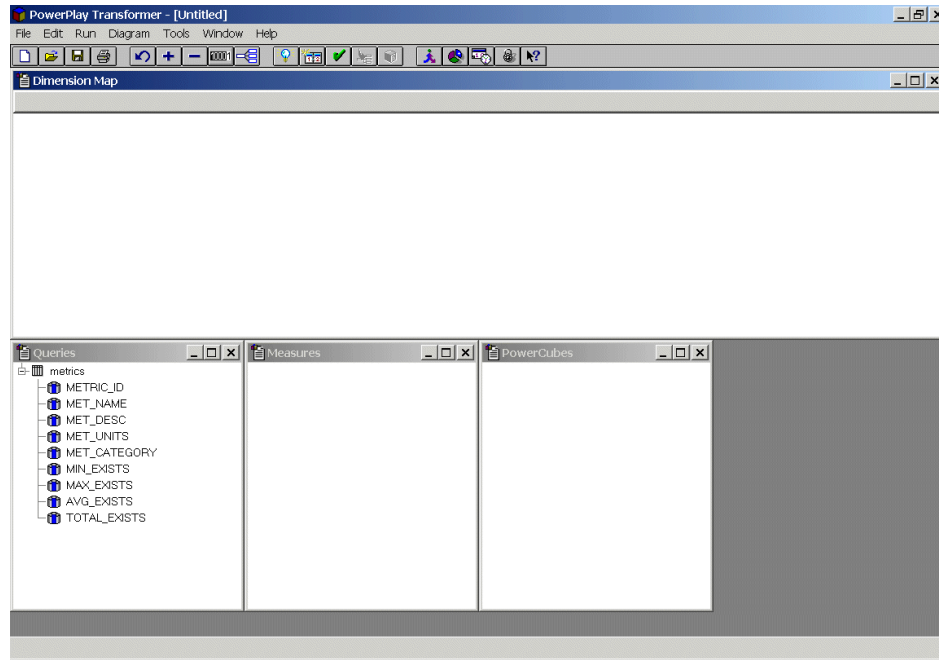 PowerPlay Transformer - [Untitled]
File Edit Run Diagram Tools Window Help
Dimension Map
Queries
metrics
METRIC_ID
MET_NAME
MET_DESC
MET_UNITS
MET_CATEGORY
MIN_EXISTS
MAX_EXISTS
AVG_EXISTS
TOTAL_EXISTS
Measures
PowerCubes